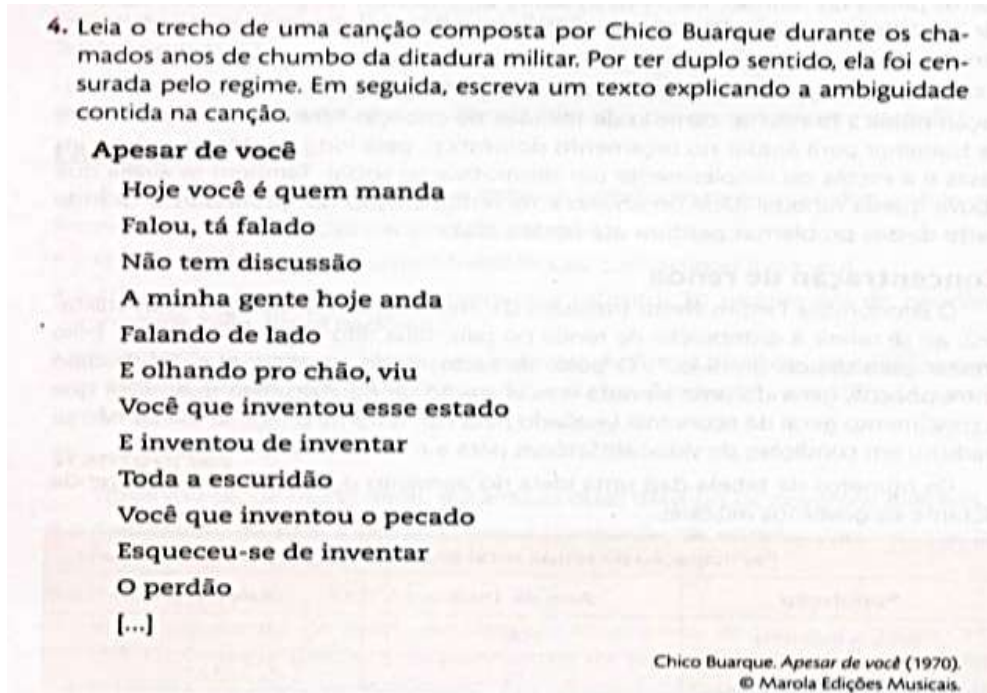 4. Leia o trecho de uma canção composta por Chico Buarque durante os cha-
mados anos de chumbo da ditadura militar. Por ter duplo sentido, ela foi cen-
surada pelo regime. Em seguida, escreva um texto explicando a ambiguidade
contida na canção.
Apesar de você
Hoje você é quem manda
Falou, tá falado
Não tem discussão
A minha gente hoje anda
Falando de lado
E olhando pro chão, viu
Você que inventou esse estado
E inventou de inventar
Toda a escuridão
Você que inventou o pecado
Esqueceu-se de inventar
O perdão
[...]
Chico Buarque. Apesar de você (1970).
© Marola Edições Musicais.